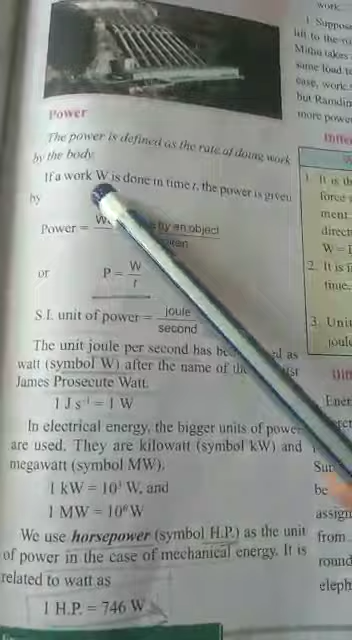 Power
The power is defined as the rate of doing work
by the body.
If a work W is done in time t, the power is given
by
Power = W by an object
or P = W
t
S.I. unit of power = joule
second
The unit joule per second has as
watt (symbol W) after the name of the
James Prosecute Watt.
1 J s⁻¹ = 1 W
In electrical energy, the bigger units of power
are used. They are kilowatt (symbol kW) and
megawatt (symbol MW).
1 kW = 10³ W, and
1 MW = 10⁶ W
We use horsepower (symbol H.P.) as the unit
of power in the case of mechanical energy. It is
related to watt as
1 H.P. = 746 W
work.
1. Suppose
Mithu takes
same load to
case, work
but Ramdin
more power
1. It is the
force
direct
2. It is
time.
3. Unit
joule
be
assign
from
round
eleph